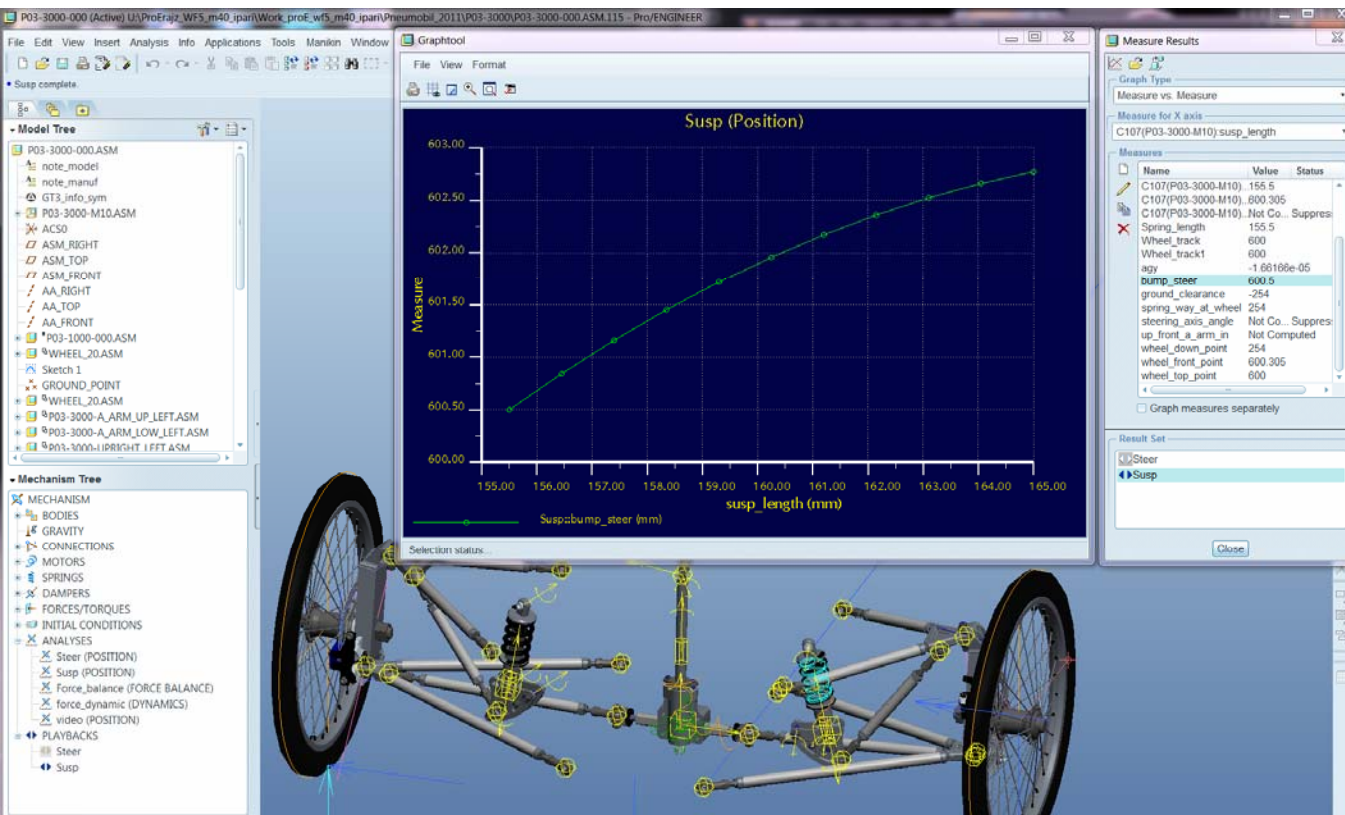 P03-3000-000 (Active) U:\ProErajz_WF5_m40_ipari\Work_proE_wf5_m40_ipari\Pneumobil_2011\P03-3000\P03-3000-000.ASM.115 - Pro/ENGINEER
File Edit View Insert Analysis Info Applications Tools Manikin Window
Susp complete.
Model Tree
P03-3000-000.ASM
note_model
note_manuf
GT3_info_sym
P03-3000-M10.ASM
ACS0
ASM_RIGHT
ASM_TOP
ASM_FRONT
AA_RIGHT
AA_TOP
AA_FRONT
P03-1000-000.ASM
WHEEL_20.ASM
Sketch 1
GROUND_POINT
WHEEL_20.ASM
P03-3000-A_ARM_UP_LEFT.ASM
P03-3000-A_ARM_LOW_LEFT.ASM
P03-3000-UPRIGHT_LEFT.ASM
Mechanism Tree
MECHANISM
BODIES
GRAVITY
CONNECTIONS
MOTORS
SPRINGS
DAMPERS
FORCES/TORQUES
INITIAL CONDITIONS
ANALYSES
Steer (POSITION)
Susp (POSITION)
Force_balance (FORCE BALANCE)
force_dynamic (DYNAMICS)
video (POSITION)
PLAYBACKS
Steer
Susp
Graphtool
File View Format
Susp (Position)
603.00
602.50
602.00
601.50
601.00
600.50
600.00
Measure
155.00 156.00 157.00 158.00 159.00 160.00 161.00 162.00 163.00 164.00 165.00
susp_length (mm)
Susp::bump_steer (mm)
Selection status...
Measure Results
Graph Type
Measure vs. Measure
Measure for X axis
C107(P03-3000-M10):susp_length
Measures
Name Value Status
C107(P03-3000-M10)...155.5
C107(P03-3000-M10)...600.305
C107(P03-3000-M10)...Not Co... Suppres
Spring_length 155.5
Wheel_track 600
Wheel_track1 600
agy -1.66166e-05
bump_steer 600.5
ground_clearance -254
spring_way_at_wheel 254
steering_axis_angle Not Co... Suppres
up_front_a_arm_in Not Computed
wheel_down_point 254
wheel_front_point 600.305
wheel_top_point 600
Graph measures separately
Result Set
Steer
Susp
Close